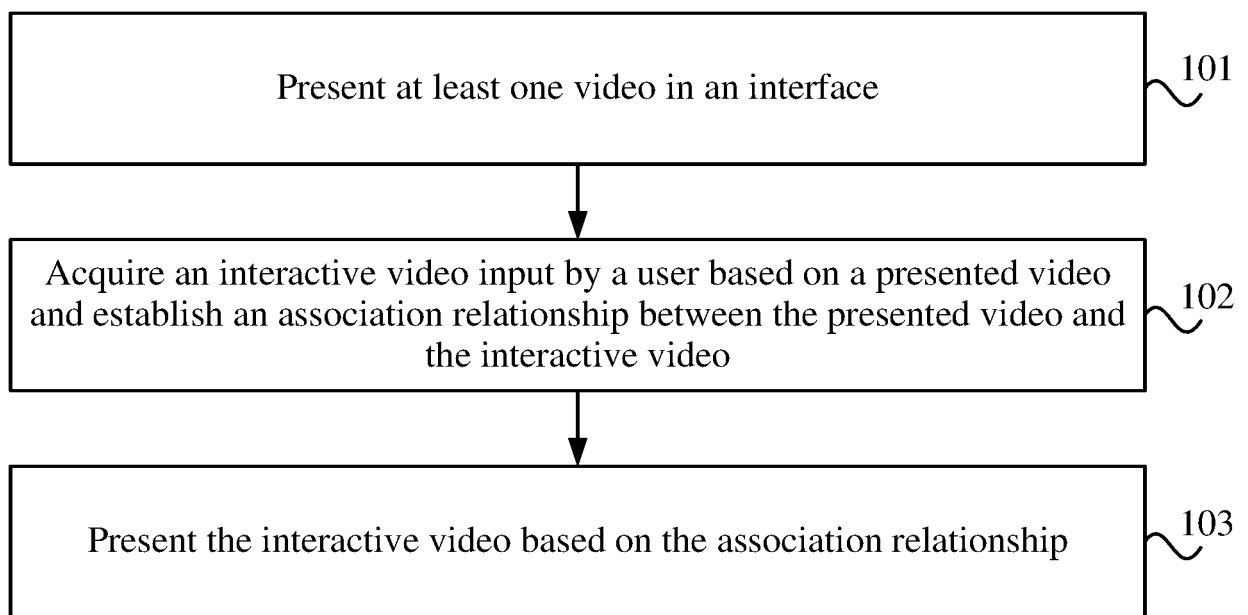 Present at least one video in an interface
101
Acquire an interactive video input by a user based on a presented video
and establish an association relationship between the presented video and
the interactive video
102
Present the interactive video based on the association relationship
103